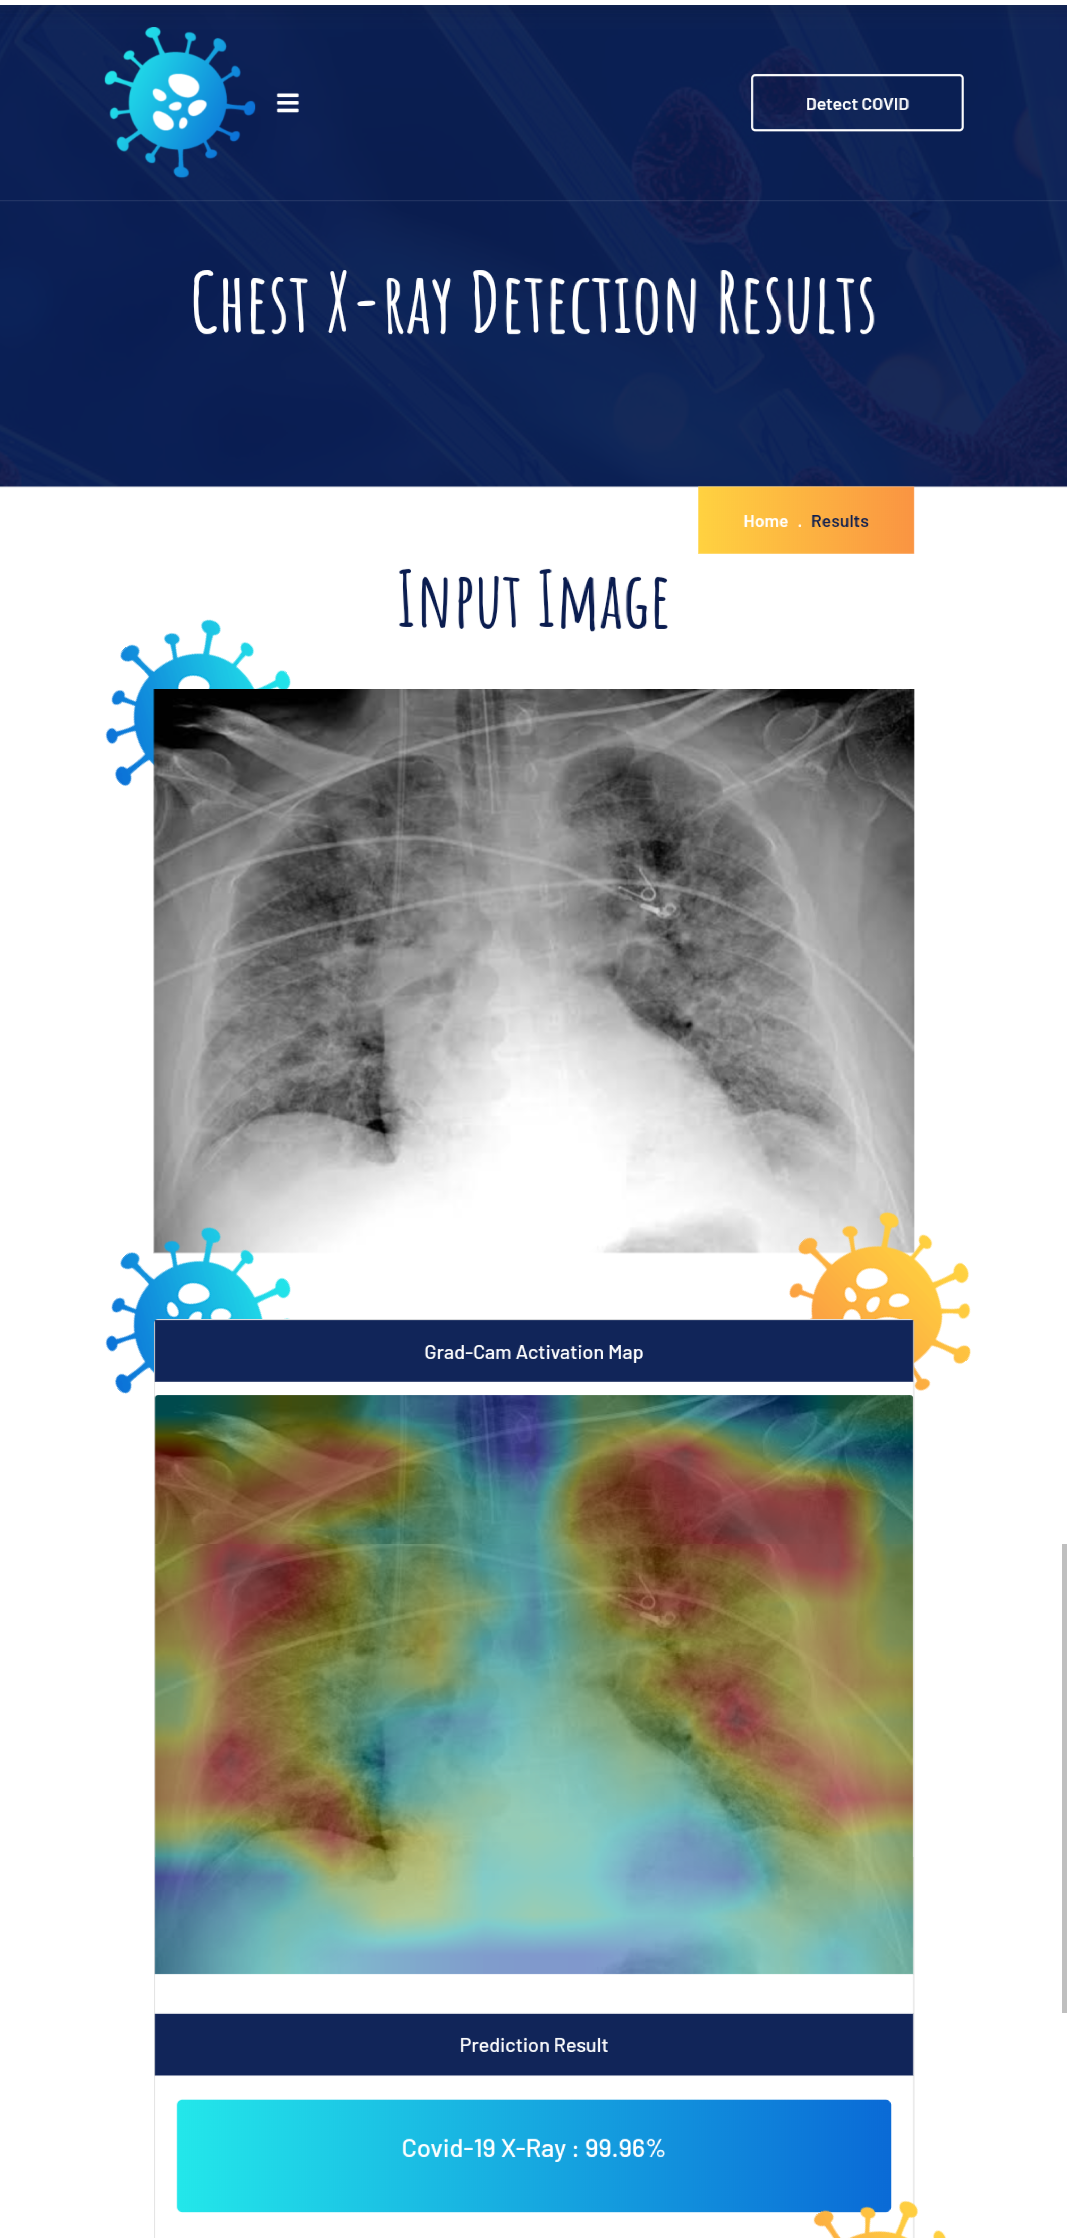 Detect COVID
Chest X-ray Detection Results
Home . Results
Input Image
Grad-Cam Activation Map
Prediction Result
Covid-19 X-Ray : 99.96%